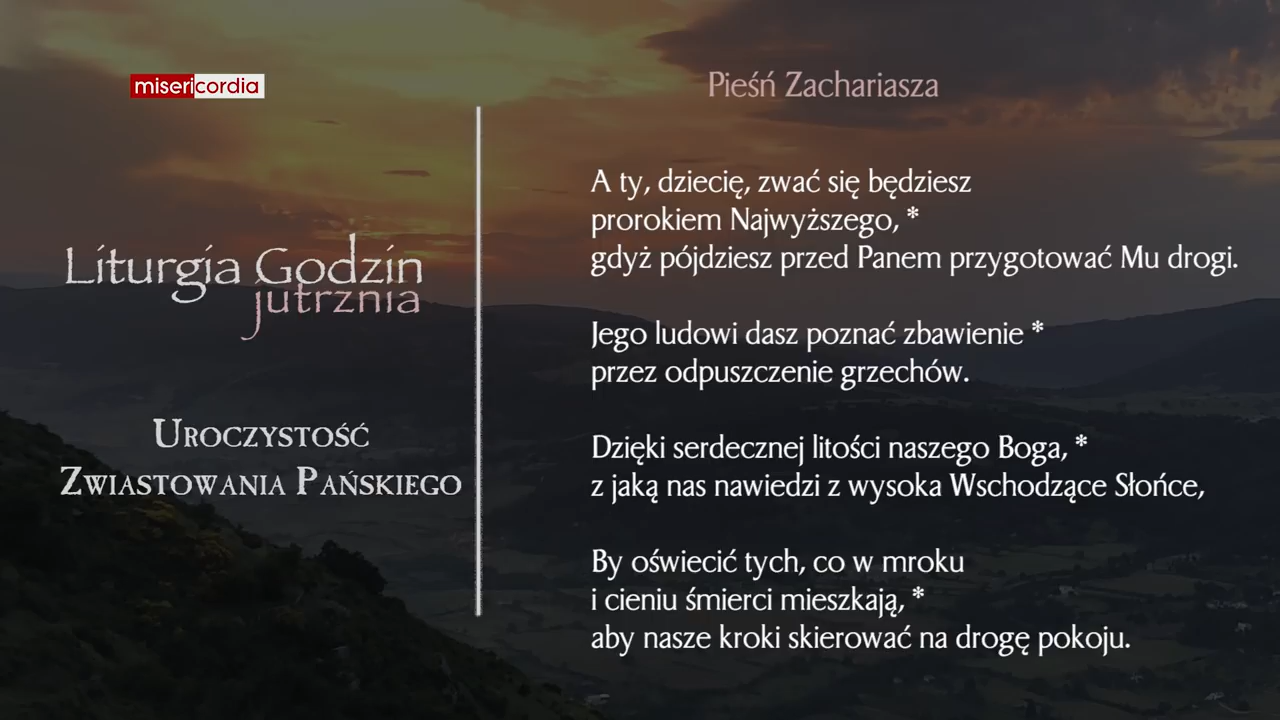 misericordia
Liturgia Godzin
jutrznia
Uroczystość
Zwiastowania Pańskiego
Pieśń Zachariasza
A ty, dziecię, zwać się będziesz
prorokiem Najwyższego, *
gdyż pójdziesz przed Panem przygotować Mu drogi.
Jego ludowi dasz poznać zbawienie *
przez odpuszczenie grzechów.
Dzięki serdecznej litości naszego Boga, *
z jaką nas nawiedzi z wysoka Wschodzące Słońce,
By oświecić tych, co w mroku
i cieniu śmierci mieszkają, *
aby nasze kroki skierować na drogę pokoju.